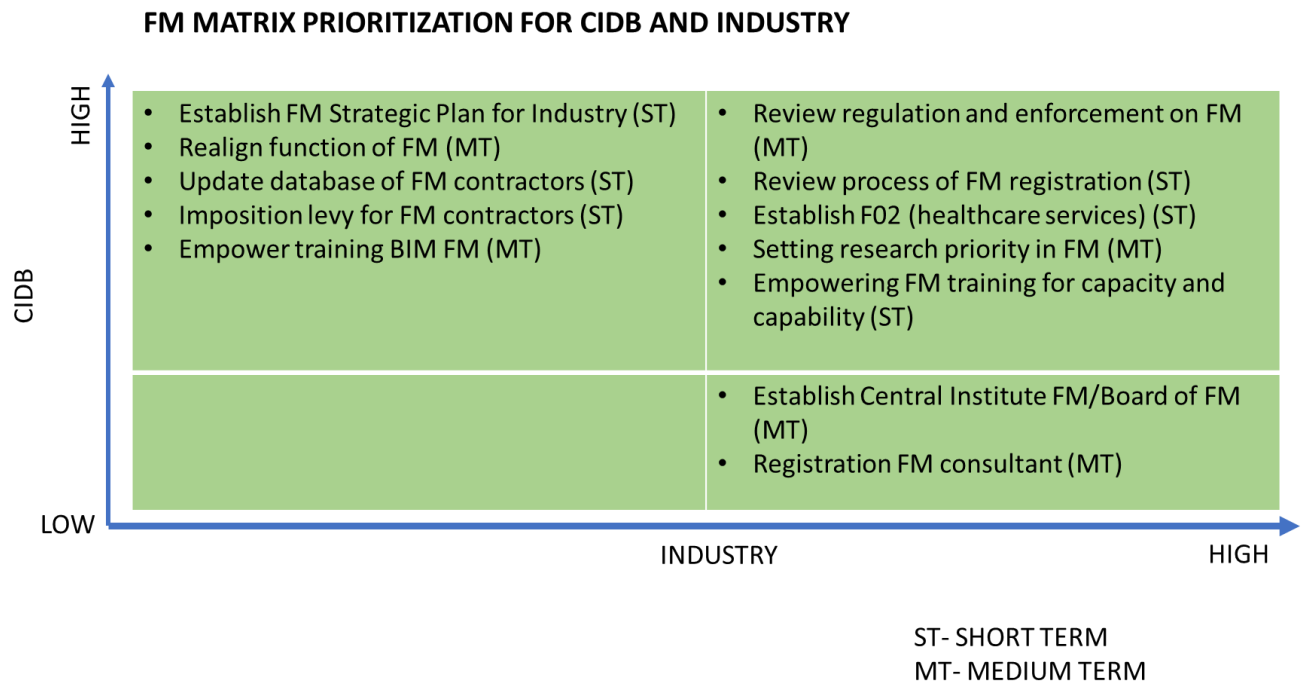 FM MATRIX PRIORITIZATION FOR CIDB AND INDUSTRY
HIGH
CIDB
• Establish FM Strategic Plan for Industry (ST)
• Realign function of FM (MT)
• Update database of FM contractors (ST)
• Imposition levy for FM contractors (ST)
• Empower training BIM FM (MT)
• Review regulation and enforcement on FM
(MT)
• Review process of FM registration (ST)
• Establish F02 (healthcare services) (ST)
• Setting research priority in FM (MT)
• Empowering FM training for capacity and
capability (ST)
• Establish Central Institute FM/Board of FM
(MT)
• Registration FM consultant (MT)
LOW
INDUSTRY
HIGH
ST- SHORT TERM
MT- MEDIUM TERM